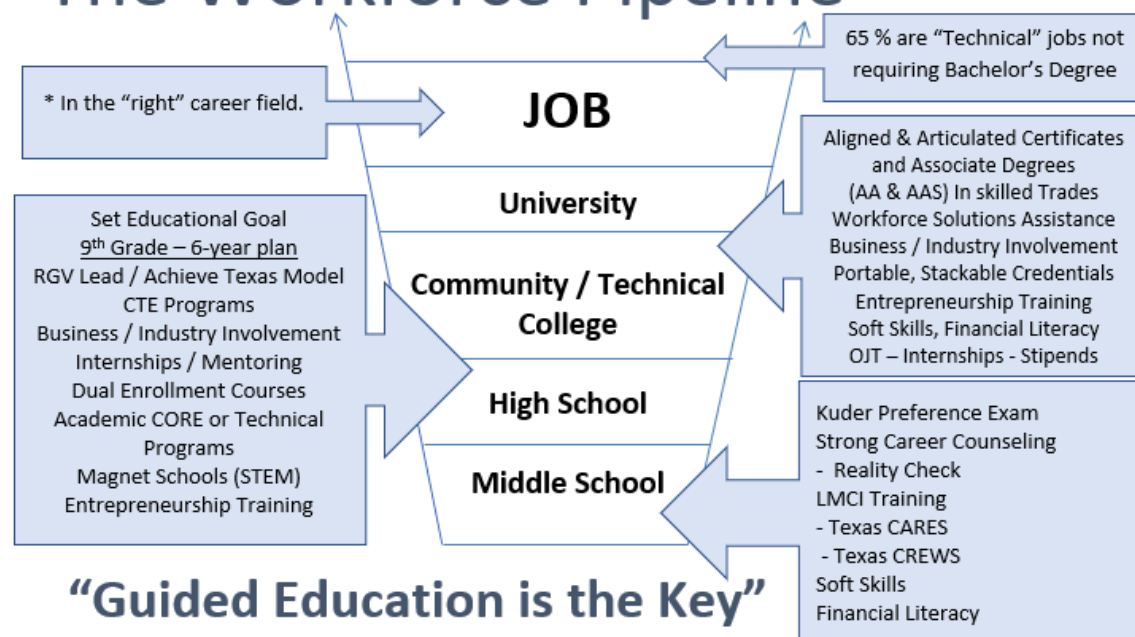 The Workforce Pipeline
65 % are “Technical” jobs not
requiring Bachelor’s Degree
* In the “right” career field.
JOB
Aligned & Articulated Certificates
and Associate Degrees
(AA & AAS) In skilled Trades
Workforce Solutions Assistance
Business / Industry Involvement
Portable, Stackable Credentials
Entrepreneurship Training
Soft Skills, Financial Literacy
OJT – Internships - Stipends
University
Set Educational Goal
9th Grade – 6-year plan
RGV Lead / Achieve Texas Model
CTE Programs
Business / Industry Involvement
Internships / Mentoring
Dual Enrollment Courses
Academic CORE or Technical
Programs
Magnet Schools (STEM)
Entrepreneurship Training
Community / Technical
College
High School
Middle School
Kuder Preference Exam
Strong Career Counseling
- Reality Check
LMCI Training
- Texas CARES
- Texas CREWS
Soft Skills
Financial Literacy
“Guided Education is the Key”